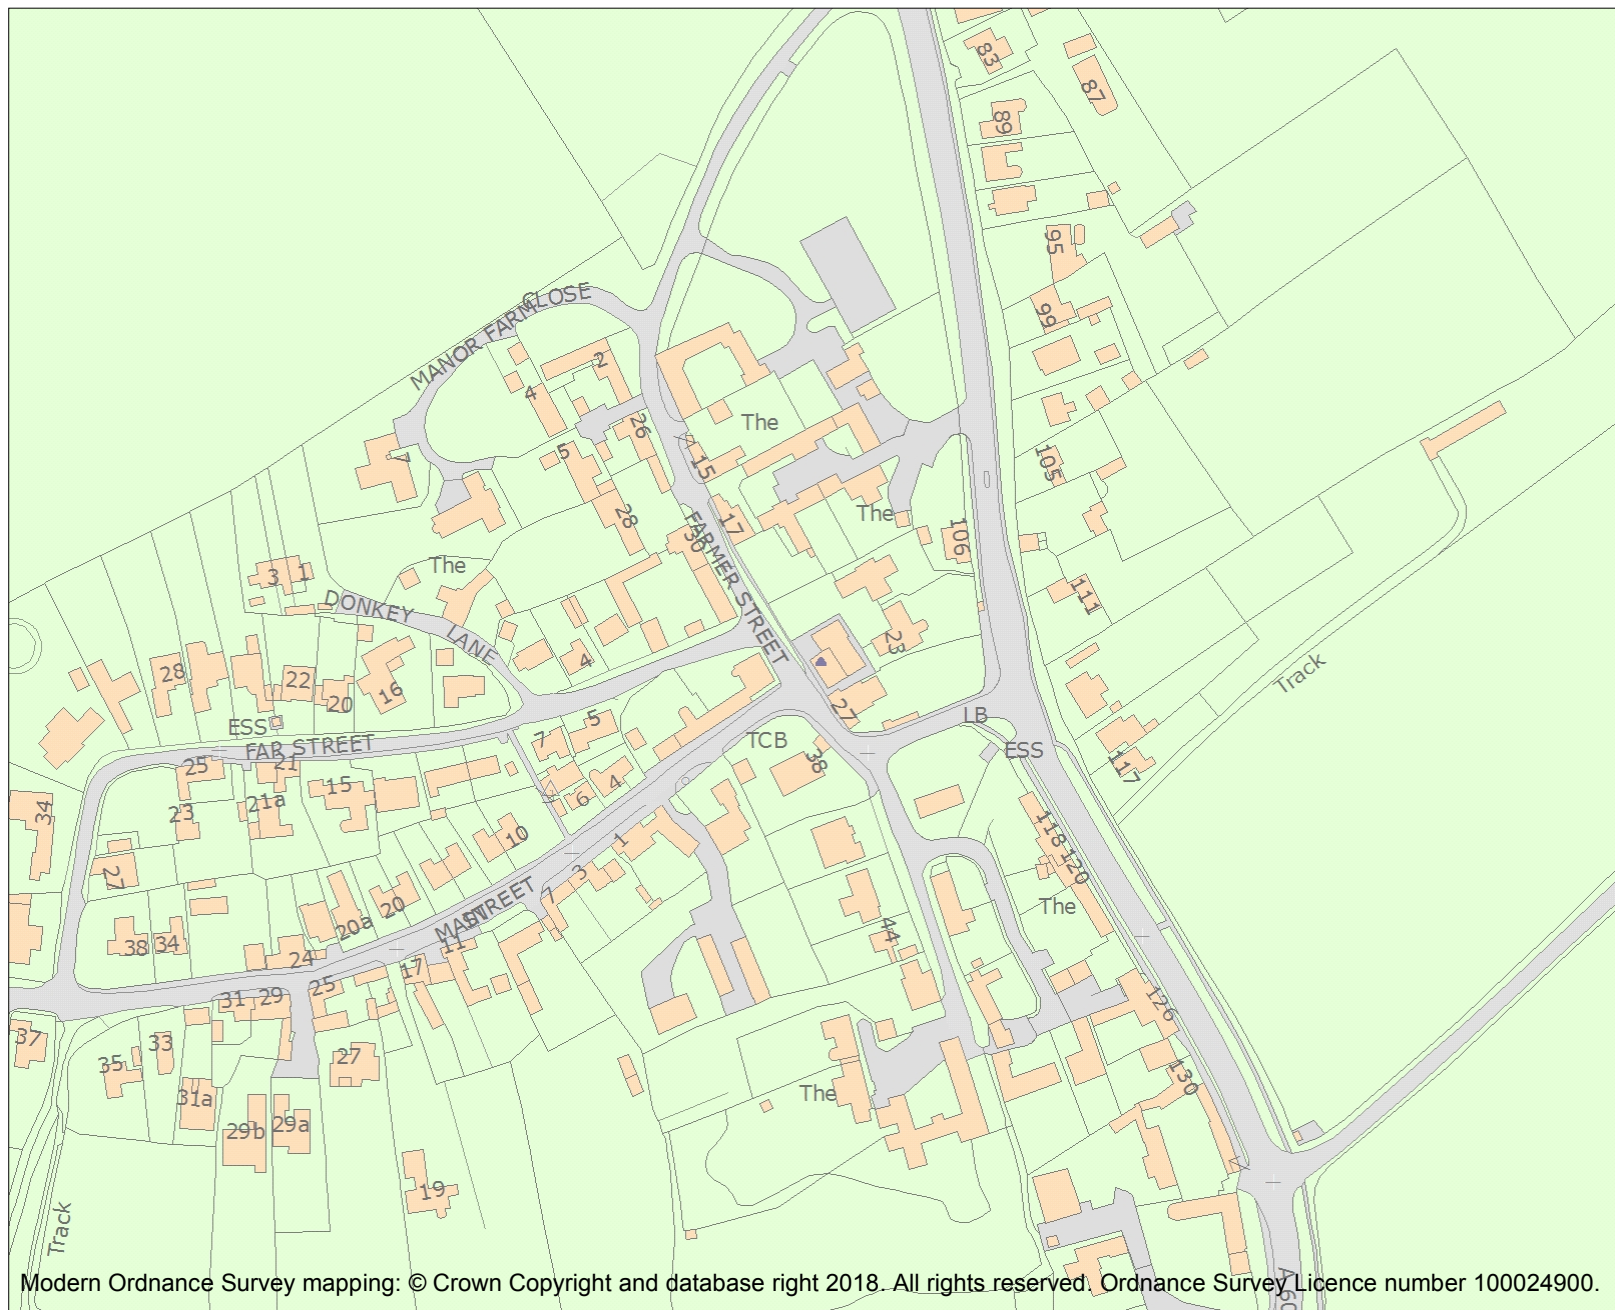 83
87
89
95
99
MANOR FARM CLOSE
2
4
26
The
7
5
15
105
28
17
The
106
30
FARMER STREET
The
3
1
DONKEY LANE
111
23
4
28
22
20
16
Track
27
LB
ESS
5
7
TCB
ESS
FAR STREET
38
117
25
21
15
4
6
34
21a
23
10
1
118
120
3
27
7
20
The
20a
MAIN STREET
44
38
34
11
24
17
25
31
29
126
37
33
35
27
130
The
31a
29b
29a
19
Track
A 60
Modern Ordnance Survey mapping: © Crown Copyright and database right 2018. All rights reserved. Ordnance Survey Licence number 100024900.